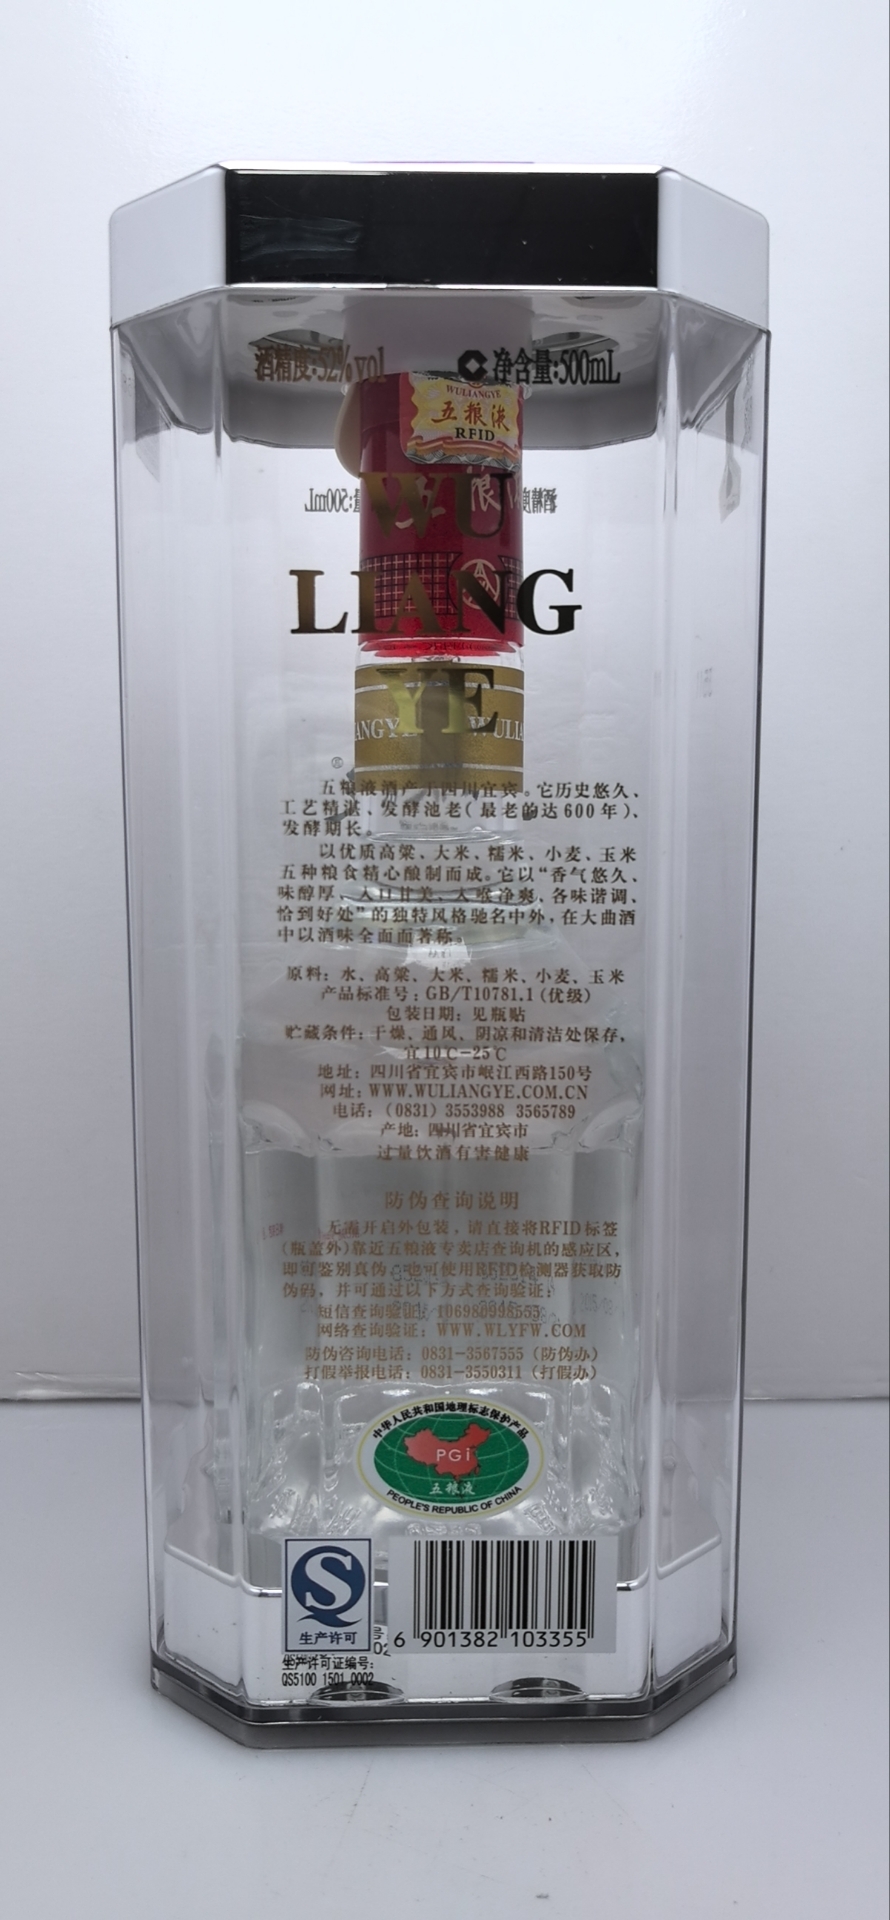 酒精度:52%vol
净含量:500mL
WULIANGYE
五粮液
RFID
WU
LIANG
YE
五粮液酒产于四川宜宾。它历史悠久、
工艺精湛、发酵池老(最老的达600年)、
发酵期长。
以优质高粱、大米、糯米、小麦、玉米
五种粮食精心酿制而成。它以“香气悠久、
味醇厚、入口甘美、入喉净爽、各味谐调、
恰到好处”的独特风格驰名中外,在大曲酒
中以酒味全面而著称。
原料: 水、高粱、大米、糯米、小麦、玉米
产品标准号: GB/T10781.1(优级)
包装日期: 见瓶贴
贮藏条件: 干燥、通风、阴凉和清洁处保存,
宜10℃-25℃
地址: 四川省宜宾市岷江西路150号
网址: WWW.WULIANGYE.COM.CN
电话: (0831) 3553988 3565789
产地: 四川省宜宾市
过量饮酒有害健康
防伪查询说明
无需开启外包装,请直接将RFID标签
(瓶盖外)靠近五粮液专卖店查询机的感应区,
即可鉴别真伪。也可使用RFID检测器获取防
伪码,并可通过以下方式查询验证:
短信查询验证:
网络查询验证: WWW.WLYFW.COM
防伪咨询电话: 0831-3567555 (防伪办)
打假举报电话: 0831-3550311 (打假办)
中华人民共和国地理标志保护产品
PGi
五粮液
PEOPLE'S REPUBLIC OF CHINA
生产许可
6 901382 103355
生产许可证编号:
QS5100 1501 0002